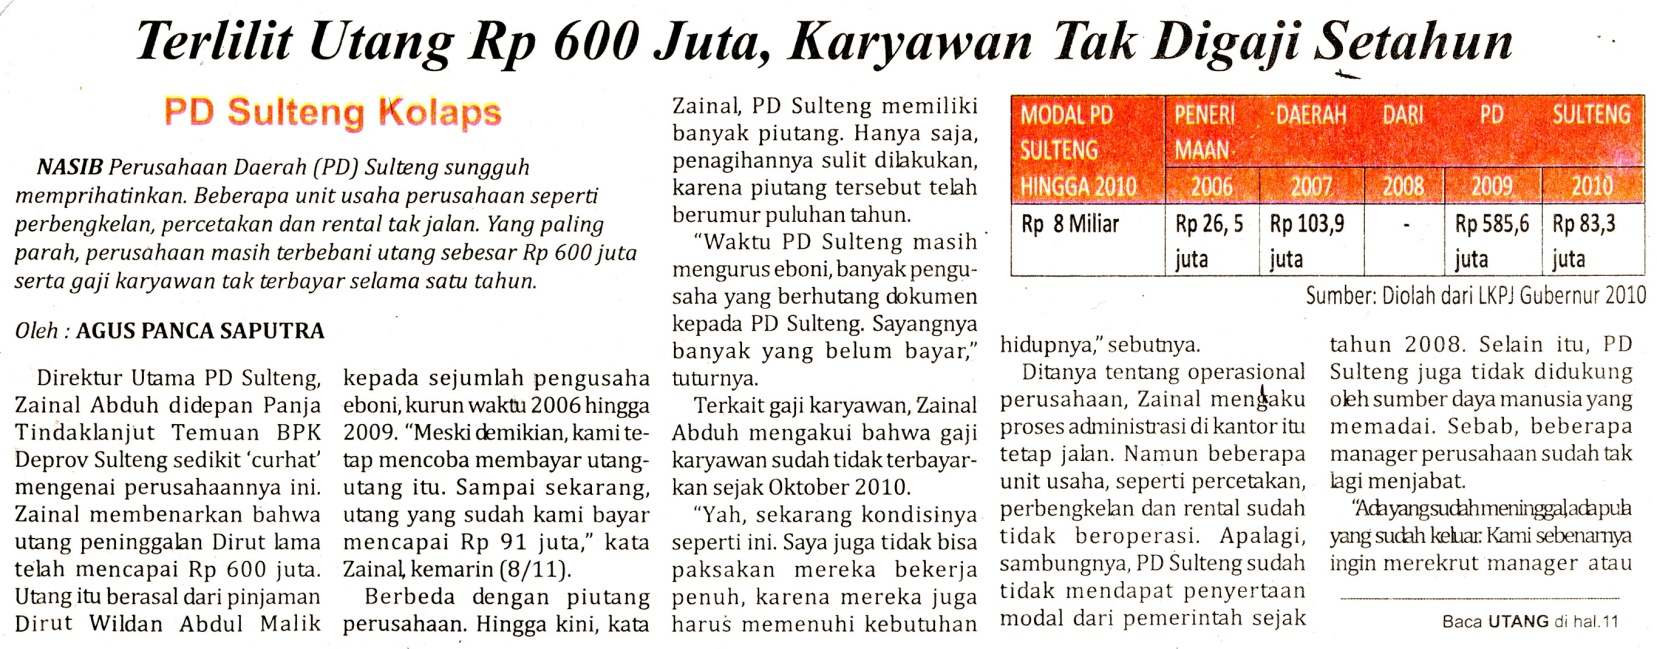 Terlilit Utang Rp 600 Juta, Karyawan Tak Digaji Setahun
PD Sulteng Kolaps
NASIB Perusahaan Daerah (PD) Sulteng sungguh
memprihatinkan. Beberapa unit usaha perusahaan seperti
perbengkelan, percetakan dan rental tak jalan. Yang paling
parah, perusahaan masih terbebani utang sebesar Rp 600 juta
serta gaji karyawan tak terbayar selama satu tahun.
Oleh : AGUS PANCA SAPUTRA
Direktur Utama PD Sulteng,
Zainal Abduh didepan Panja
Tindaklanjut Temuan BPK
Deprov Sulteng sedikit ‘curhat’
mengenai perusahaannya ini.
Zainal membenarkan bahwa
utang peninggalan Dirut lama
telah mencapai Rp 600 juta.
Utang itu berasal dari pinjaman
Dirut Wildan Abdul Malik
kepada sejumlah pengusaha
eboni, kurun waktu 2006 hingga
2009. “Meski demikian, kami te-
tap mencoba membayar utang-
utang itu. Sampai sekarang,
utang yang sudah kami bayar
mencapai Rp 91 juta,” kata
Zainal, kemarin (8/11).
Berbeda dengan piutang
perusahaan. Hingga kini, kata
Zainal, PD Sulteng memiliki
banyak piutang. Hanya saja,
penagihannya sulit dilakukan,
karena piutang tersebut telah
berumur puluhan tahun.
“Waktu PD Sulteng masih
mengurus eboni, banyak pengu-
saha yang berhutang dokumen
kepada PD Sulteng. Sayangnya
banyak yang belum bayar,”
tuturnya.
Terkait gaji karyawan, Zainal
Abduh mengakui bahwa gaji
karyawan sudah tidak terbayar-
kan sejak Oktober 2010.
“Yah, sekarang kondisinya
seperti ini. Saya juga tidak bisa
paksakan mereka bekerja
penuh, karena mereka juga
harus memenuhi kebutuhan
MODAL PD SULTENG HINGGA 2010
PENERI MAAN DAERAH DARI PD SULTENG
2006 2007 2008 2009 2010
Rp 8 Miliar Rp 26, 5 juta Rp 103,9 juta - Rp 585,6 juta Rp 83,3 juta
Sumber: Diolah dari LKPJ Gubernur 2010
hidupnya,” sebutnya.
Ditanya tentang operasional
perusahaan, Zainal mengaku
proses administrasi di kantor itu
tetap jalan. Namun beberapa
unit usaha, seperti percetakan,
perbengkelan dan rental sudah
tidak beroperasi. Apalagi,
sambungnya, PD Sulteng sudah
tidak mendapat penyertaan
modal dari pemerintah sejak
tahun 2008. Selain itu, PD
Sulteng juga tidak didukung
oleh sumber daya manusia yang
memadai. Sebab, beberapa
manager perusahaan sudah tak
lagi menjabat.
“Ada yang sudah meninggal, ada pula
yang sudah keluar. Kami sebenarnya
ingin merekrut manager atau
Baca UTANG di hal.11